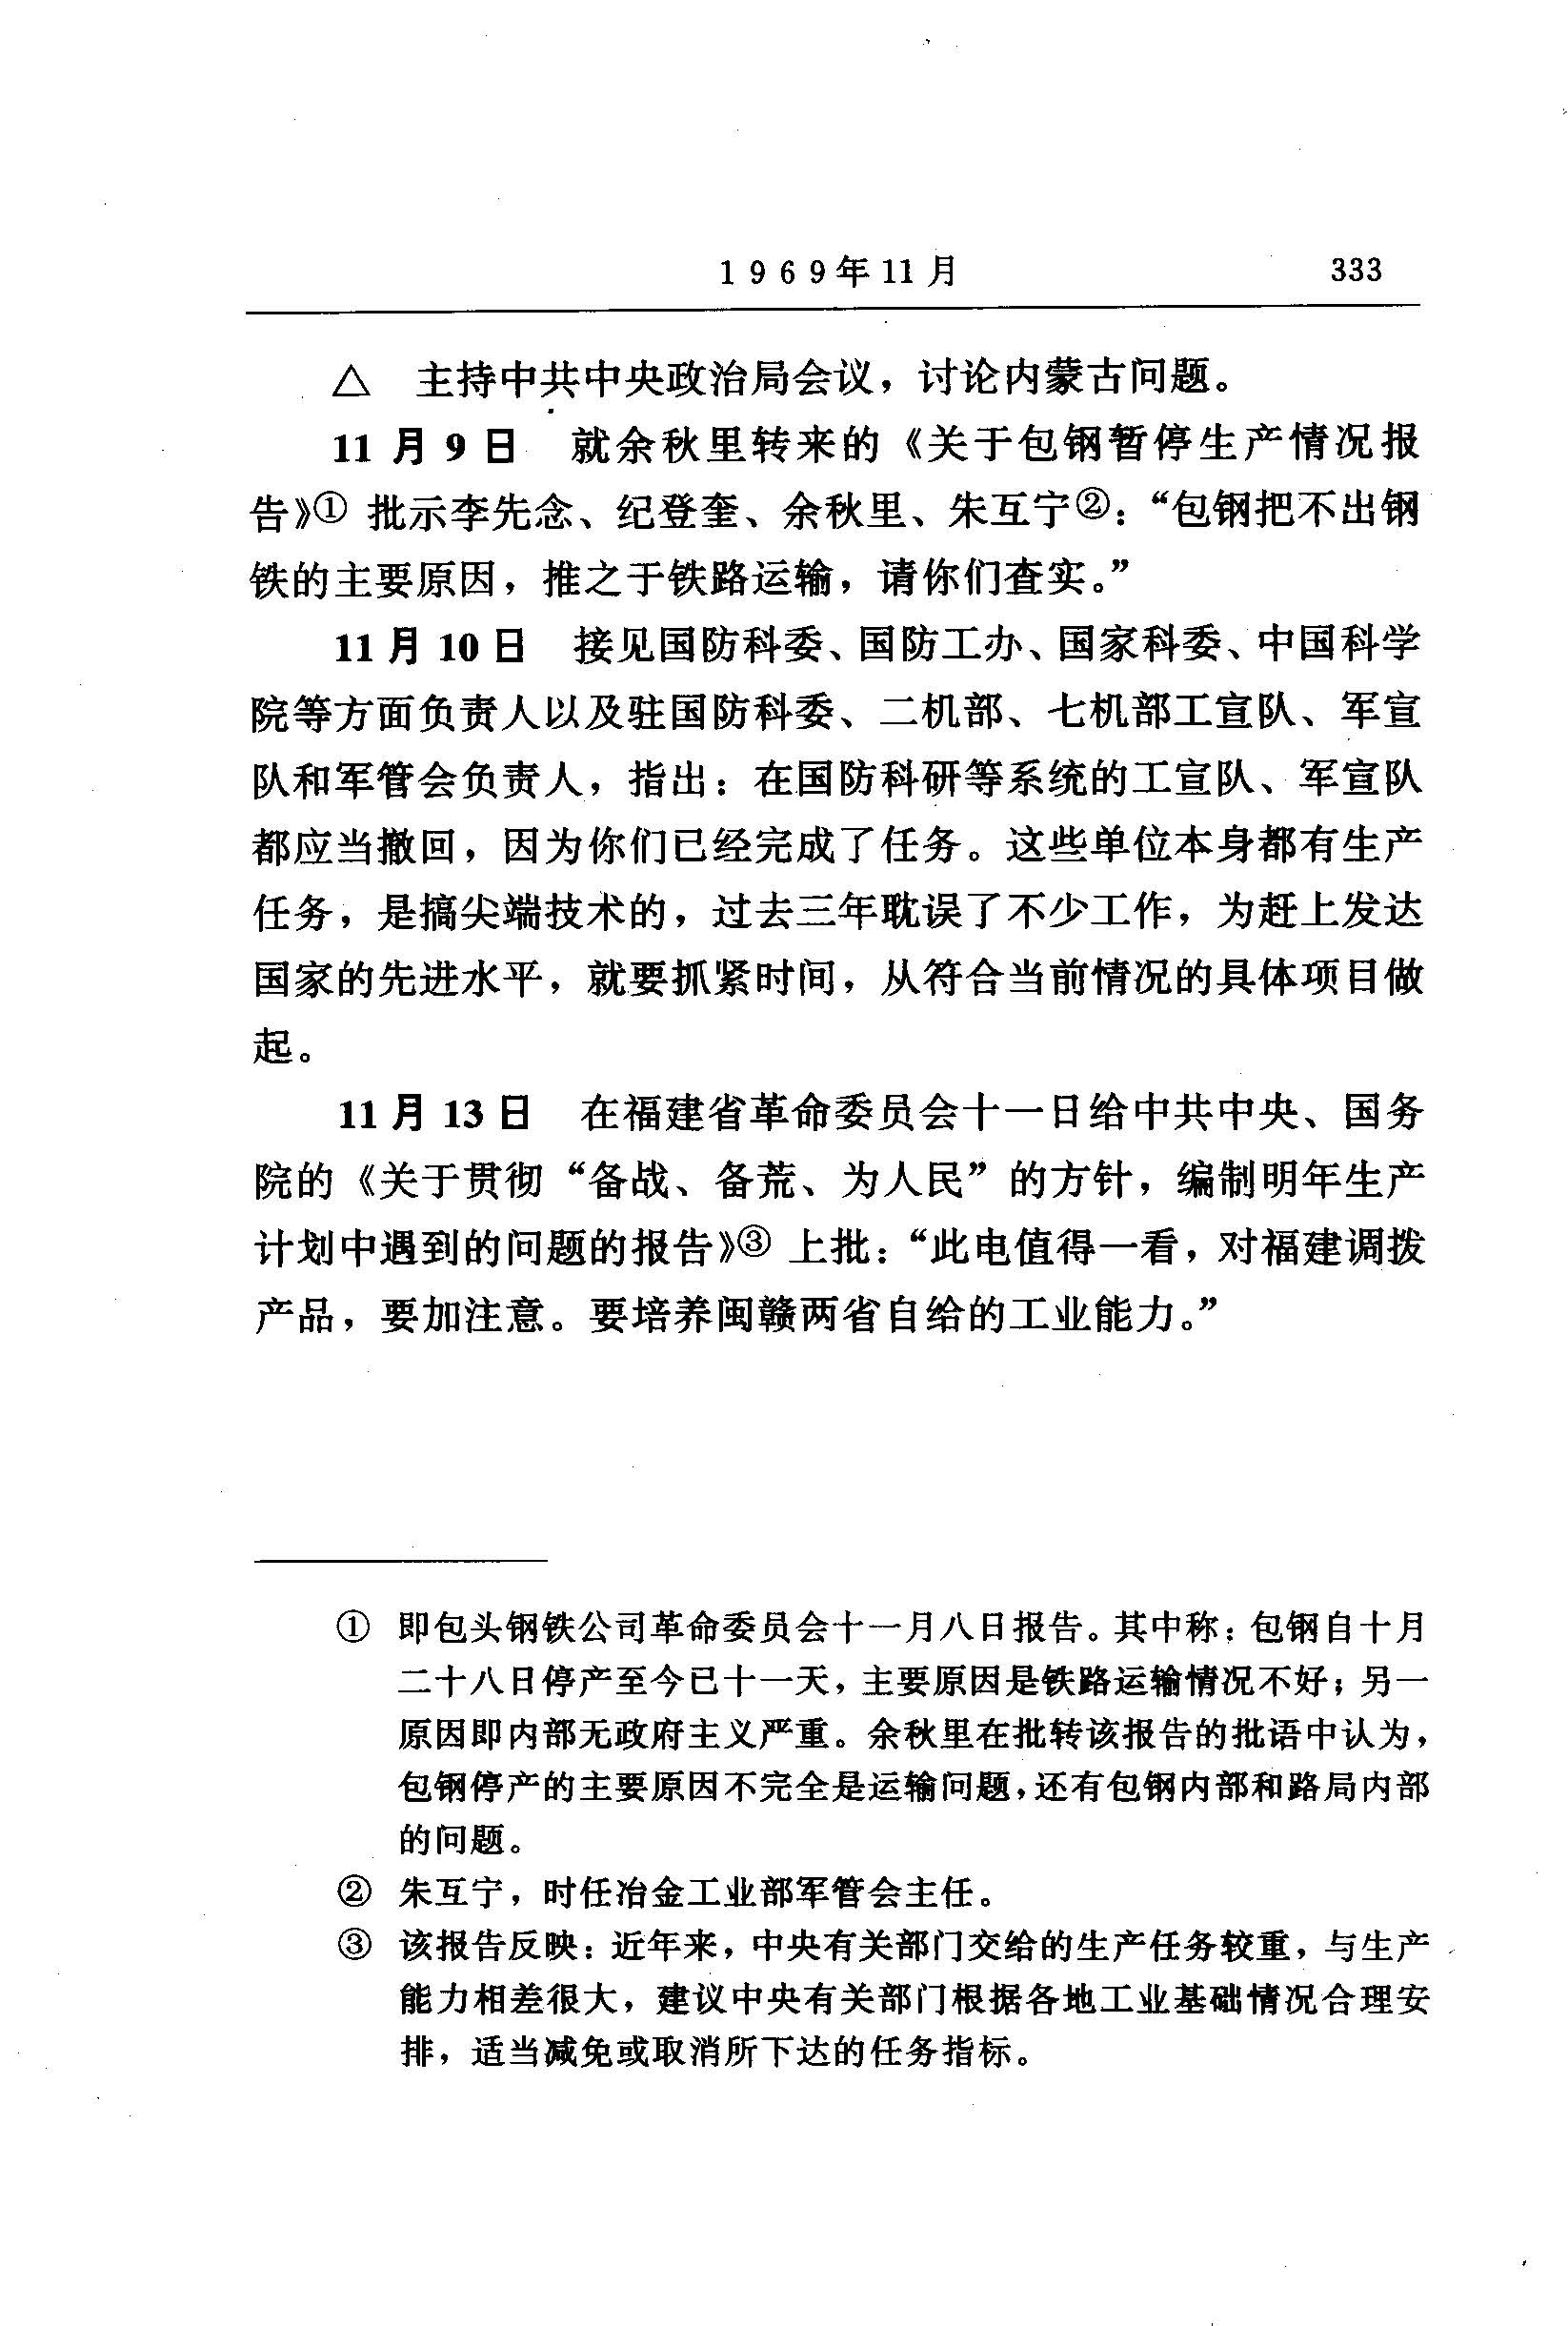 1969年11月 333
△ 主持中共中央政治局会议，讨论内蒙古问题。
11月9日 就余秋里转来的《关于包钢暂停生产情况报
告》① 批示李先念、纪登奎、余秋里、朱互宁②：“包钢把不出钢
铁的主要原因，推之于铁路运输，请你们查实。”
11月10日 接见国防科委、国防工办、国家科委、中国科学
院等方面负责人以及驻国防科委、二机部、七机部工宣队、军宣
队和军管会负责人，指出：在国防科研等系统的工宣队、军宣队
都应当撤回，因为你们已经完成了任务。这些单位本身都有生产
任务，是搞尖端技术的，过去三年耽误了不少工作，为赶上发达
国家的先进水平，就要抓紧时间，从符合当前情况的具体项目做
起。
11月13日 在福建省革命委员会十一日给中共中央、国务
院的《关于贯彻“备战、备荒、为人民”的方针，编制明年生产
计划中遇到的问题的报告》③ 上批：“此电值得一看，对福建调拨
产品，要加注意。要培养闽赣两省自给的工业能力。”
① 即包头钢铁公司革命委员会十一月八日报告。其中称：包钢自十月
二十八日停产至今已十一天，主要原因是铁路运输情况不好；另一
原因即内部无政府主义严重。余秋里在批转该报告的批语中认为，
包钢停产的主要原因不完全是运输问题，还有包钢内部和路局内部
的问题。
② 朱互宁，时任冶金工业部军管会主任。
③ 该报告反映：近年来，中央有关部门交给的生产任务较重，与生产
能力相差很大，建议中央有关部门根据各地工业基础情况合理安
排，适当减免或取消所下达的任务指标。